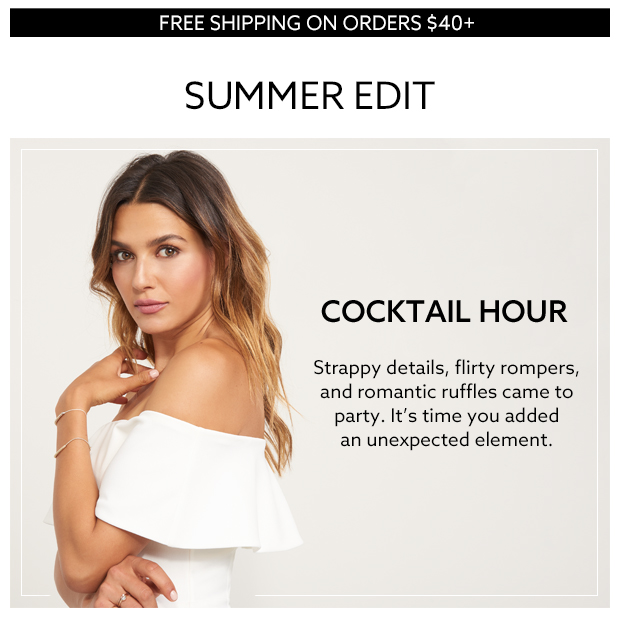 FREE SHIPPING ON ORDERS $40+
SUMMER EDIT
COCKTAIL HOUR
Strappy details, flirty rompers,
and romantic ruffles came to
party. It’s time you added
an unexpected element.